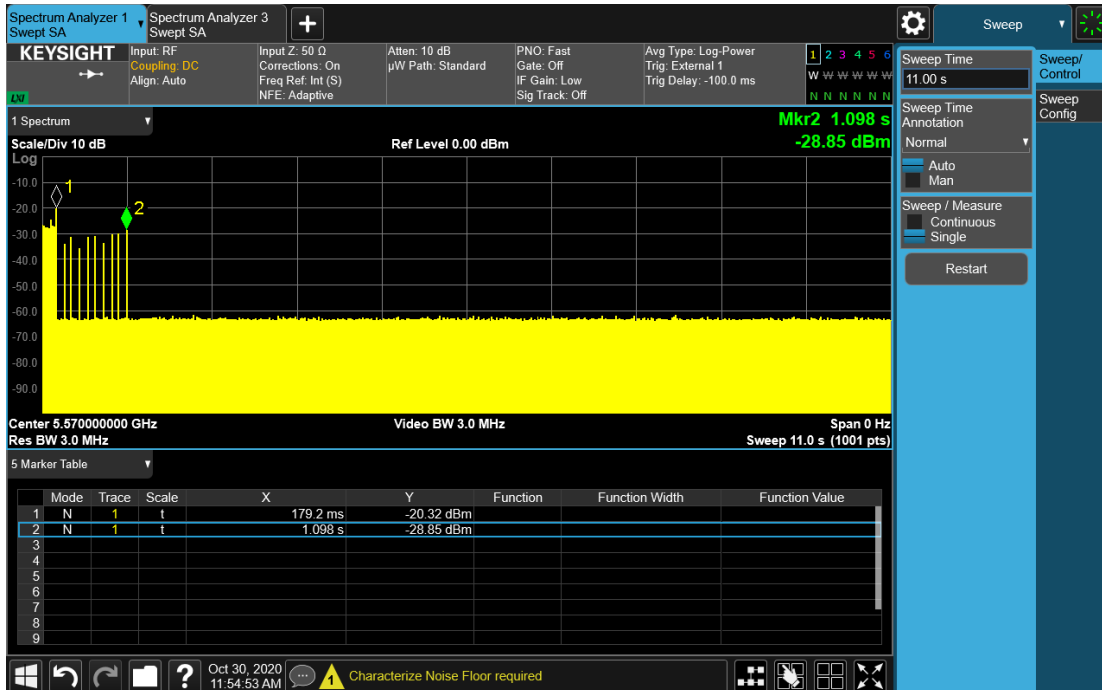 Spectrum Analyzer 1
Swept SA
Spectrum Analyzer 3
Swept SA
Sweep
KEYSIGHT
LXI
Input: RF
Coupling: DC
Align: Auto
Input Z: 50 Ω
Corrections: On
Freq Ref: Int (S)
NFE: Adaptive
Atten: 10 dB
µW Path: Standard
PNO: Fast
Gate: Off
IF Gain: Low
Sig Track: Off
Avg Type: Log-Power
Trig: External 1
Trig Delay: -100.0 ms
1 2 3 4 5 6
W W W W W W
N N N N N N
Sweep Time
11.00 s
Sweep Time
Annotation
Normal
Auto
Man
Sweep / Measure
Continuous
Single
Restart
Sweep/
Control
Sweep
Config
1 Spectrum
Mkr2 1.098 s
Scale/Div 10 dB
Ref Level 0.00 dBm
-28.85 dBm
Log
-10.0
-20.0
-30.0
-40.0
-50.0
-60.0
-70.0
-80.0
-90.0
1
2
Center 5.570000000 GHz
Video BW 3.0 MHz
Span 0 Hz
Res BW 3.0 MHz
Sweep 11.0 s (1001 pts)
5 Marker Table
Mode Trace Scale X Y Function Function Width Function Value
1 N 1 t 179.2 ms -20.32 dBm
2 N 1 t 1.098 s -28.85 dBm
3
4
5
6
7
8
9
?
Oct 30, 2020
11:54:53 AM
1
Characterize Noise Floor required